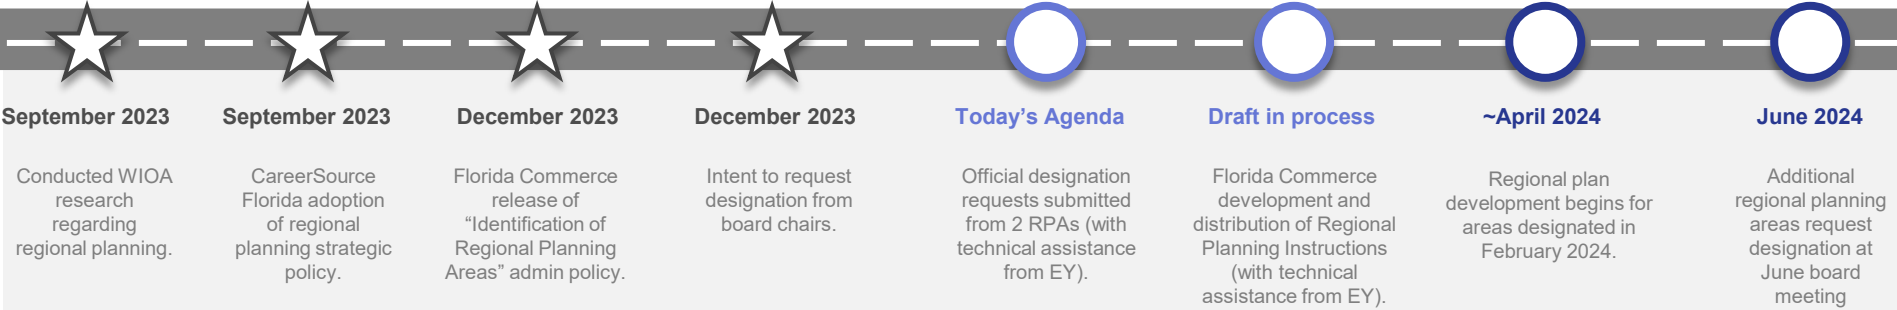 September 2023
Conducted WIOA
research
regarding
regional planning.
September 2023
CareerSource
Florida adoption
of regional
planning strategic
policy.
December 2023
Florida Commerce
release of
“Identification of
Regional Planning
Areas” admin policy.
December 2023
Intent to request
designation from
board chairs.
Today’s Agenda
Official designation
requests submitted
from 2 RPAs (with
technical assistance
from EY).
Draft in process
Florida Commerce
development and
distribution of Regional
Planning Instructions
(with technical
assistance from EY).
~April 2024
Regional plan
development begins for
areas designated in
February 2024.
June 2024
Additional
regional planning
areas request
designation at
June board
meeting